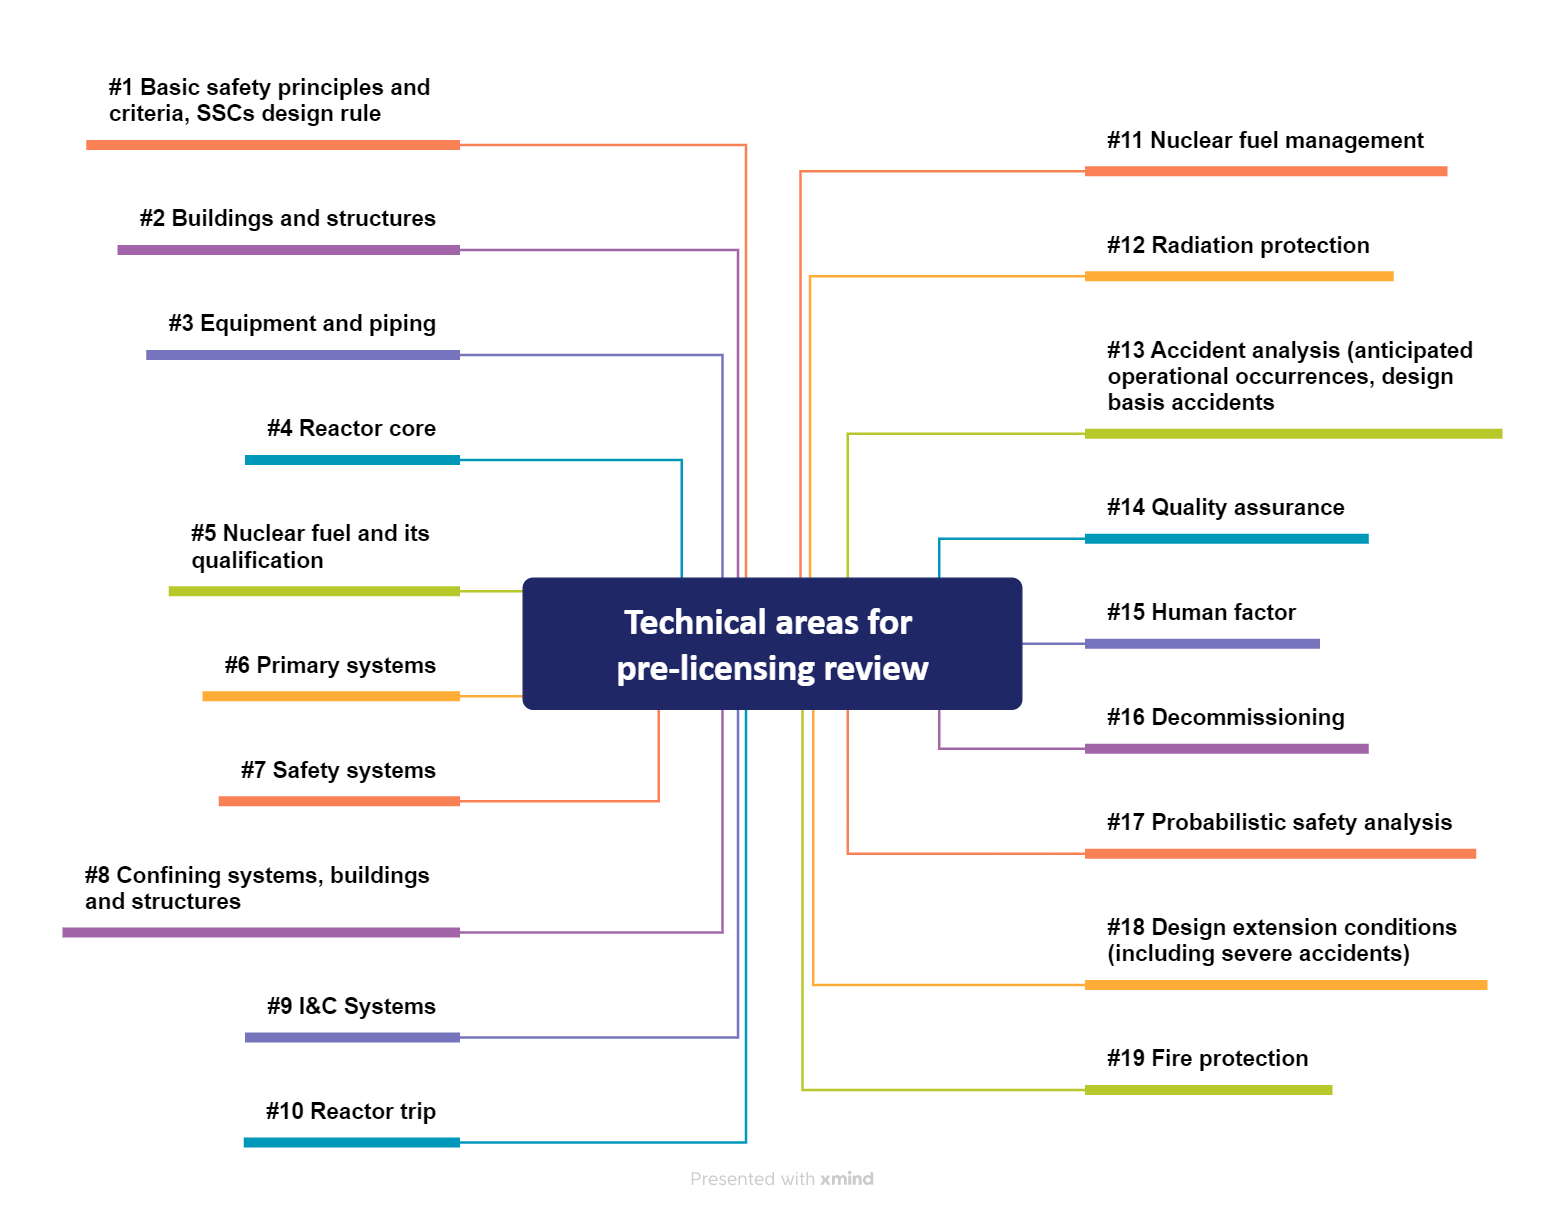 #1 Basic safety principles and
criteria, SSCs design rule
#2 Buildings and structures
#3 Equipment and piping
#4 Reactor core
#5 Nuclear fuel and its
qualification
#6 Primary systems
#7 Safety systems
#8 Confining systems, buildings
and structures
#9 I&C Systems
#10 Reactor trip
Technical areas for
pre-licensing review
#11 Nuclear fuel management
#12 Radiation protection
#13 Accident analysis (anticipated
operational occurrences, design
basis accidents
#14 Quality assurance
#15 Human factor
#16 Decommissioning
#17 Probabilistic safety analysis
#18 Design extension conditions
(including severe accidents)
#19 Fire protection
Presented with xmind